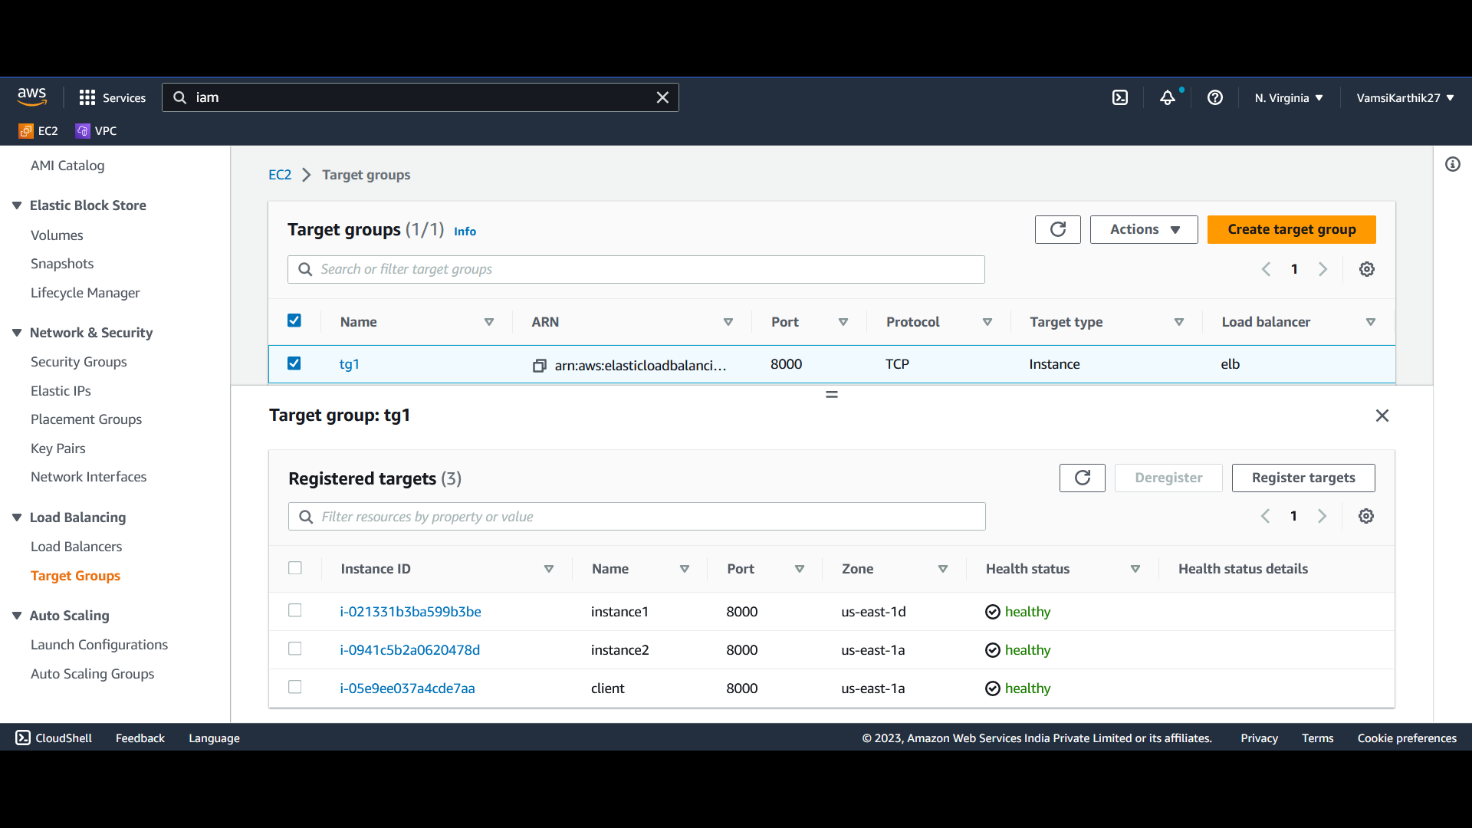 aws Services iam N. Virginia ▼ VamsiKarthik27 ▼
EC2 VPC
AMI Catalog
Elastic Block Store
Volumes
Snapshots
Lifecycle Manager
Network & Security
Security Groups
Elastic IPs
Placement Groups
Key Pairs
Network Interfaces
Load Balancing
Load Balancers
Target Groups
Auto Scaling
Launch Configurations
Auto Scaling Groups
EC2 > Target groups
Target groups (1/1) Info Actions ▼ Create target group
Search or filter target groups 1
Name ARN Port Protocol Target type Load balancer
tg1 arn:aws:elasticloadbalanci... 8000 TCP Instance elb
Target group: tg1
Registered targets (3) Deregister Register targets
Filter resources by property or value 1
Instance ID Name Port Zone Health status Health status details
i-021331b3ba599b3be instance1 8000 us-east-1d healthy
i-0941c5b2a0620478d instance2 8000 us-east-1a healthy
i-05e9ee037a4cde7aa client 8000 us-east-1a healthy
CloudShell Feedback Language © 2023, Amazon Web Services India Private Limited or its affiliates. Privacy Terms Cookie preferences